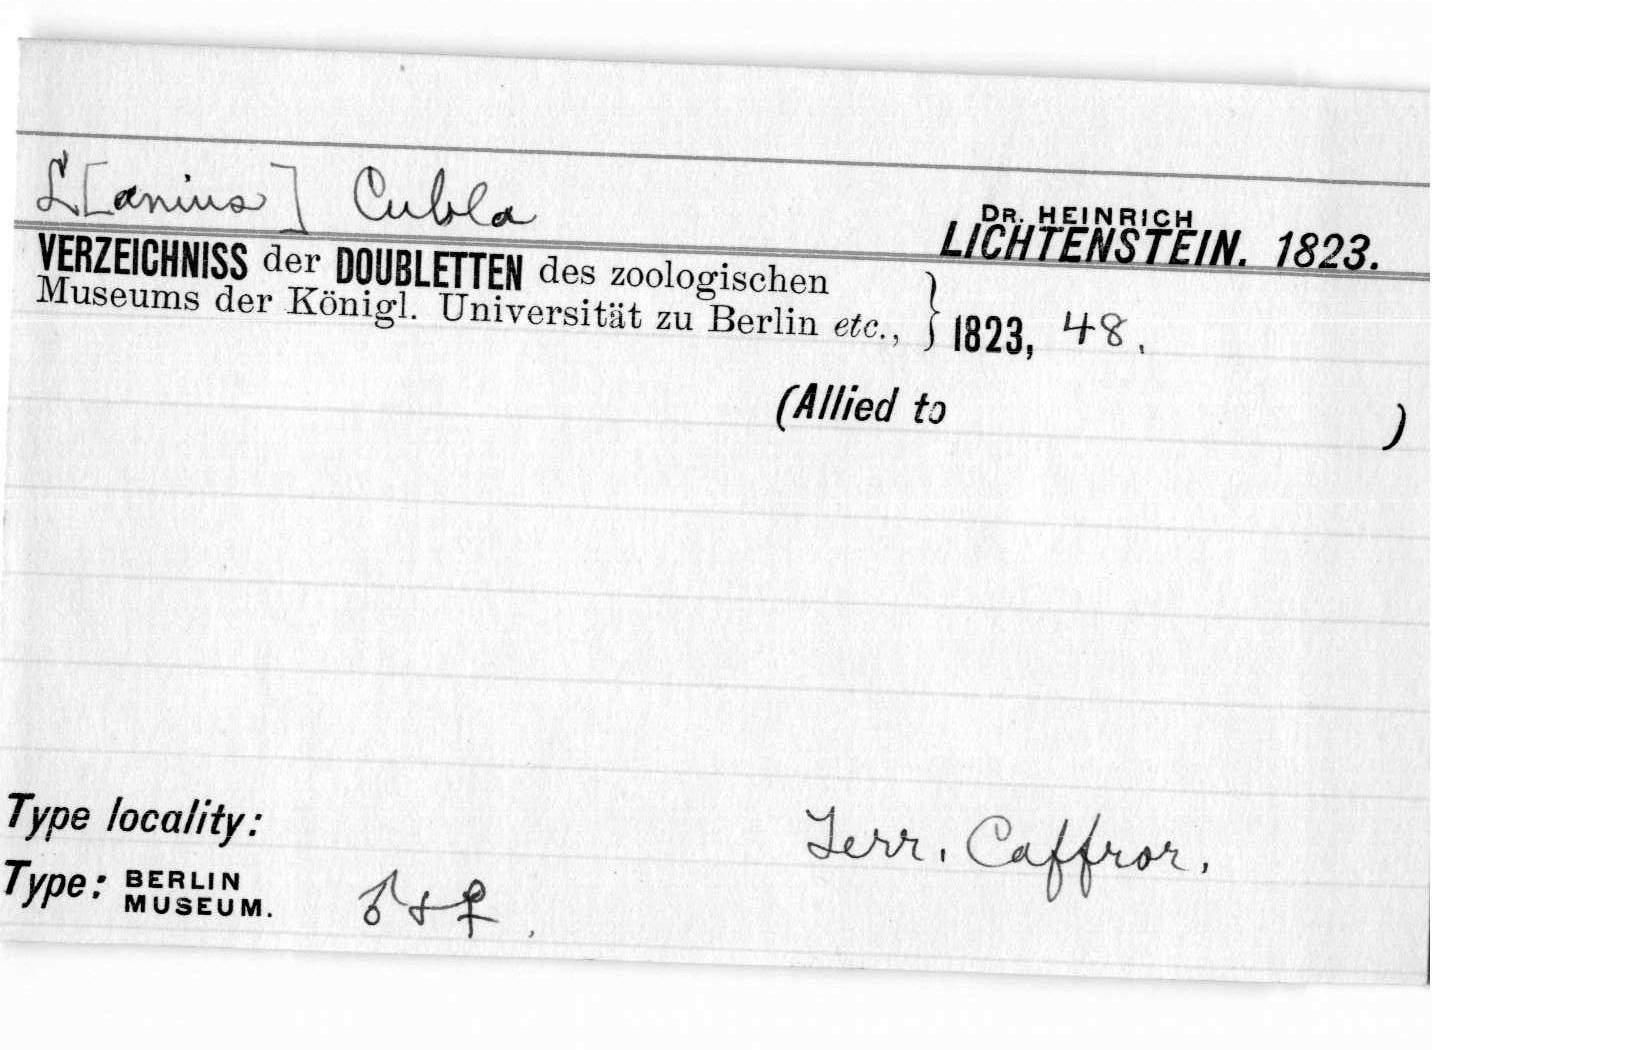 L[anius] Cubla
DR. HEINRICH
LICHTENSTEIN. 1823.
VERZEICHNISS der DOUBLETTEN des zoologischen
Museums der Königl. Universität zu Berlin etc., } 1823, 48.
(Allied to )
Type locality: Terr. Caffror.
Type: BERLIN MUSEUM. ♂ & ♀.